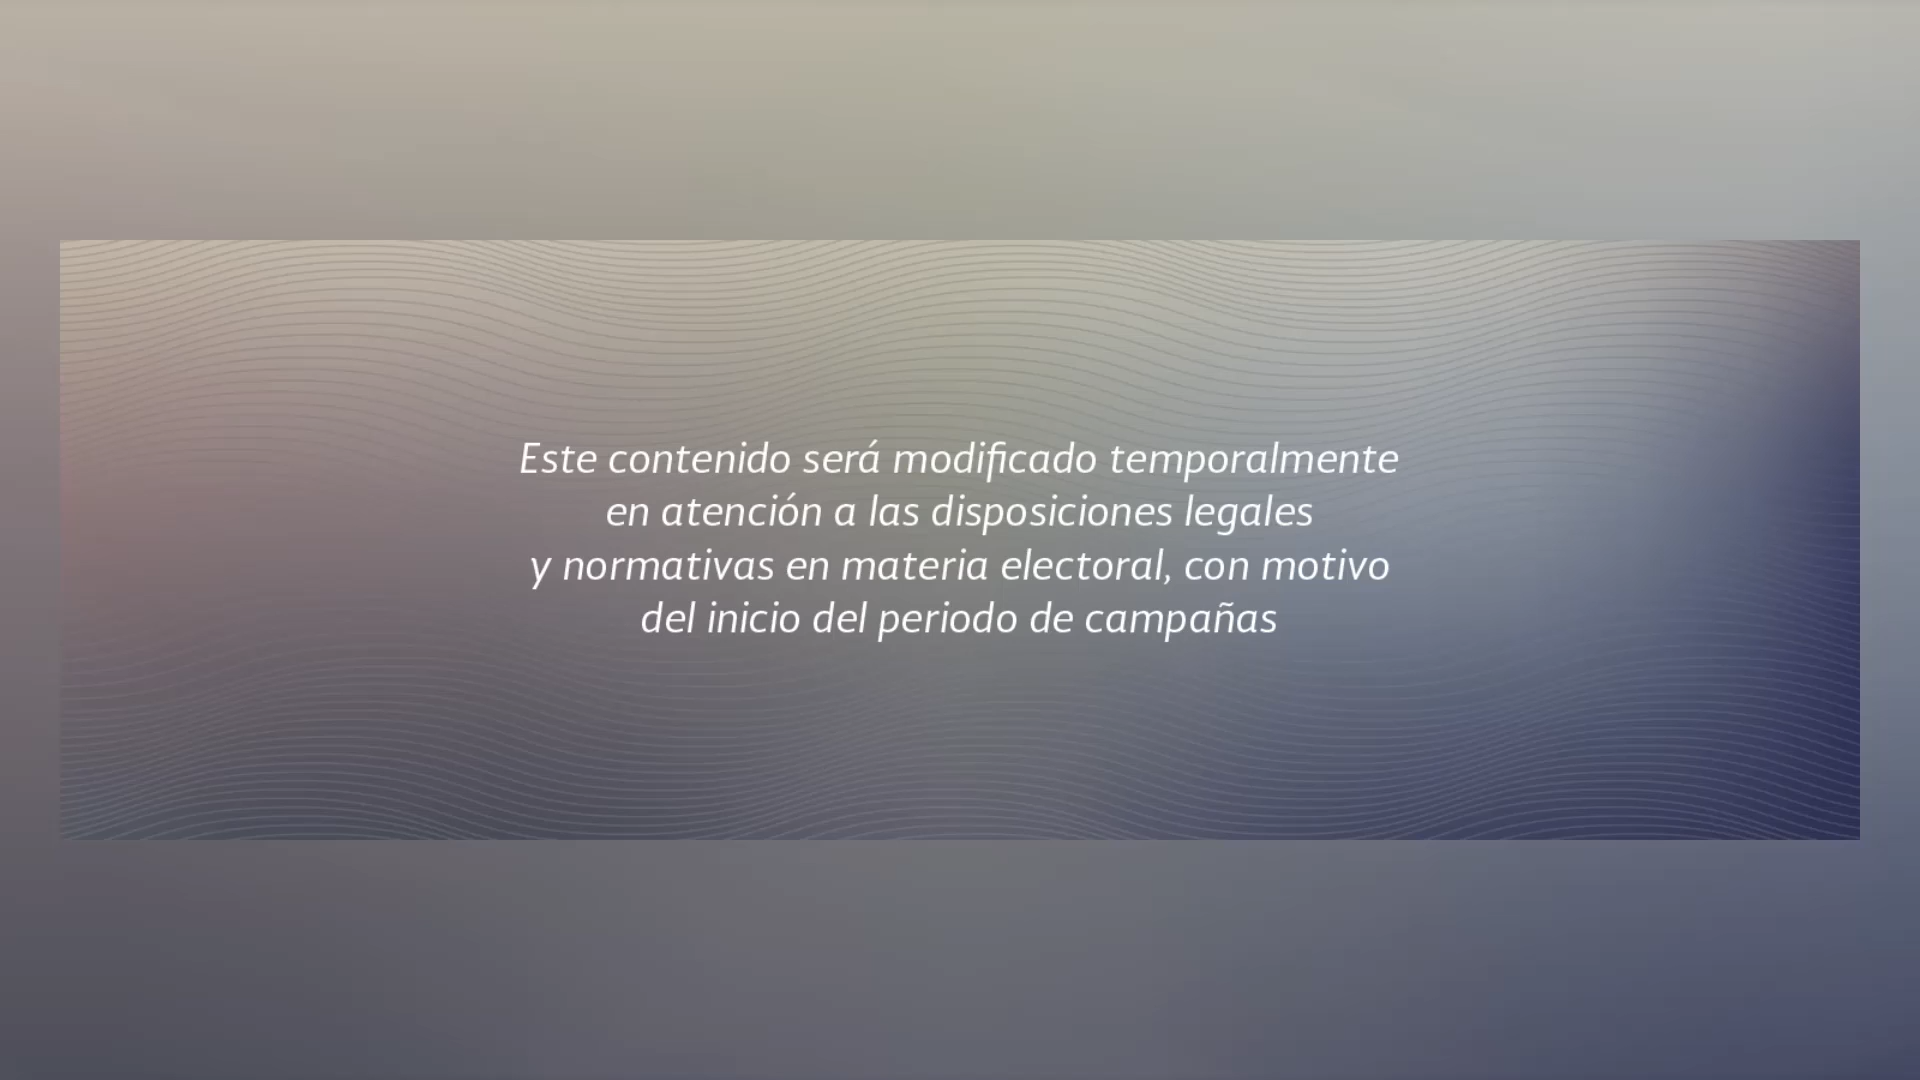 Este contenido será modificado temporalmente
en atención a las disposiciones legales
y normativas en materia electoral, con motivo
del inicio del periodo de campañas